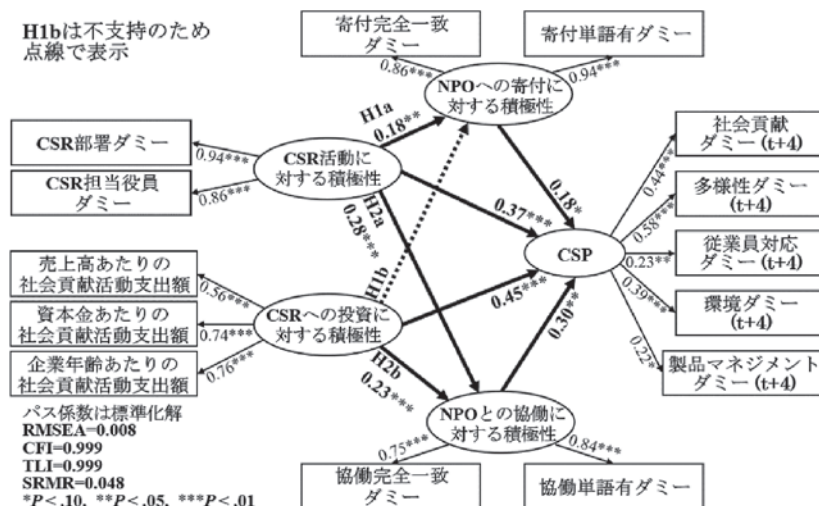 H1bは不支持のため
点線で表示
寄付完全一致
ダミー
寄付単語有ダミー
0.86***
0.94***
NPOへの寄付に
対する積極性
H1a
0.18**
CSR部署ダミー
0.94***
CSR担当役員
ダミー
0.86***
CSR活動に
対する積極性
H2a
0.28***
0.37***
0.18*
社会貢献
ダミー (t+4)
0.44***
多様性ダミー
(t+4)
0.58***
CSP
従業員対応
ダミー (t+4)
0.23**
環境ダミー
(t+4)
0.39***
製品マネジメント
ダミー (t+4)
0.22*
売上高あたりの
社会貢献活動支出額
0.56***
資本金あたりの
社会貢献活動支出額
0.74***
企業年齢あたりの
社会貢献活動支出額
0.76***
CSRへの投資に
対する積極性
H1b
0.45***
H2b
0.23***
0.30**
NPOとの協働に
対する積極性
0.75***
0.84***
協働完全一致
ダミー
協働単語有ダミー
パス係数は標準化解
RMSEA=0.008
CFI=0.999
TLI=0.999
SRMR=0.048
*P< .10, **P< .05, ***P< .01